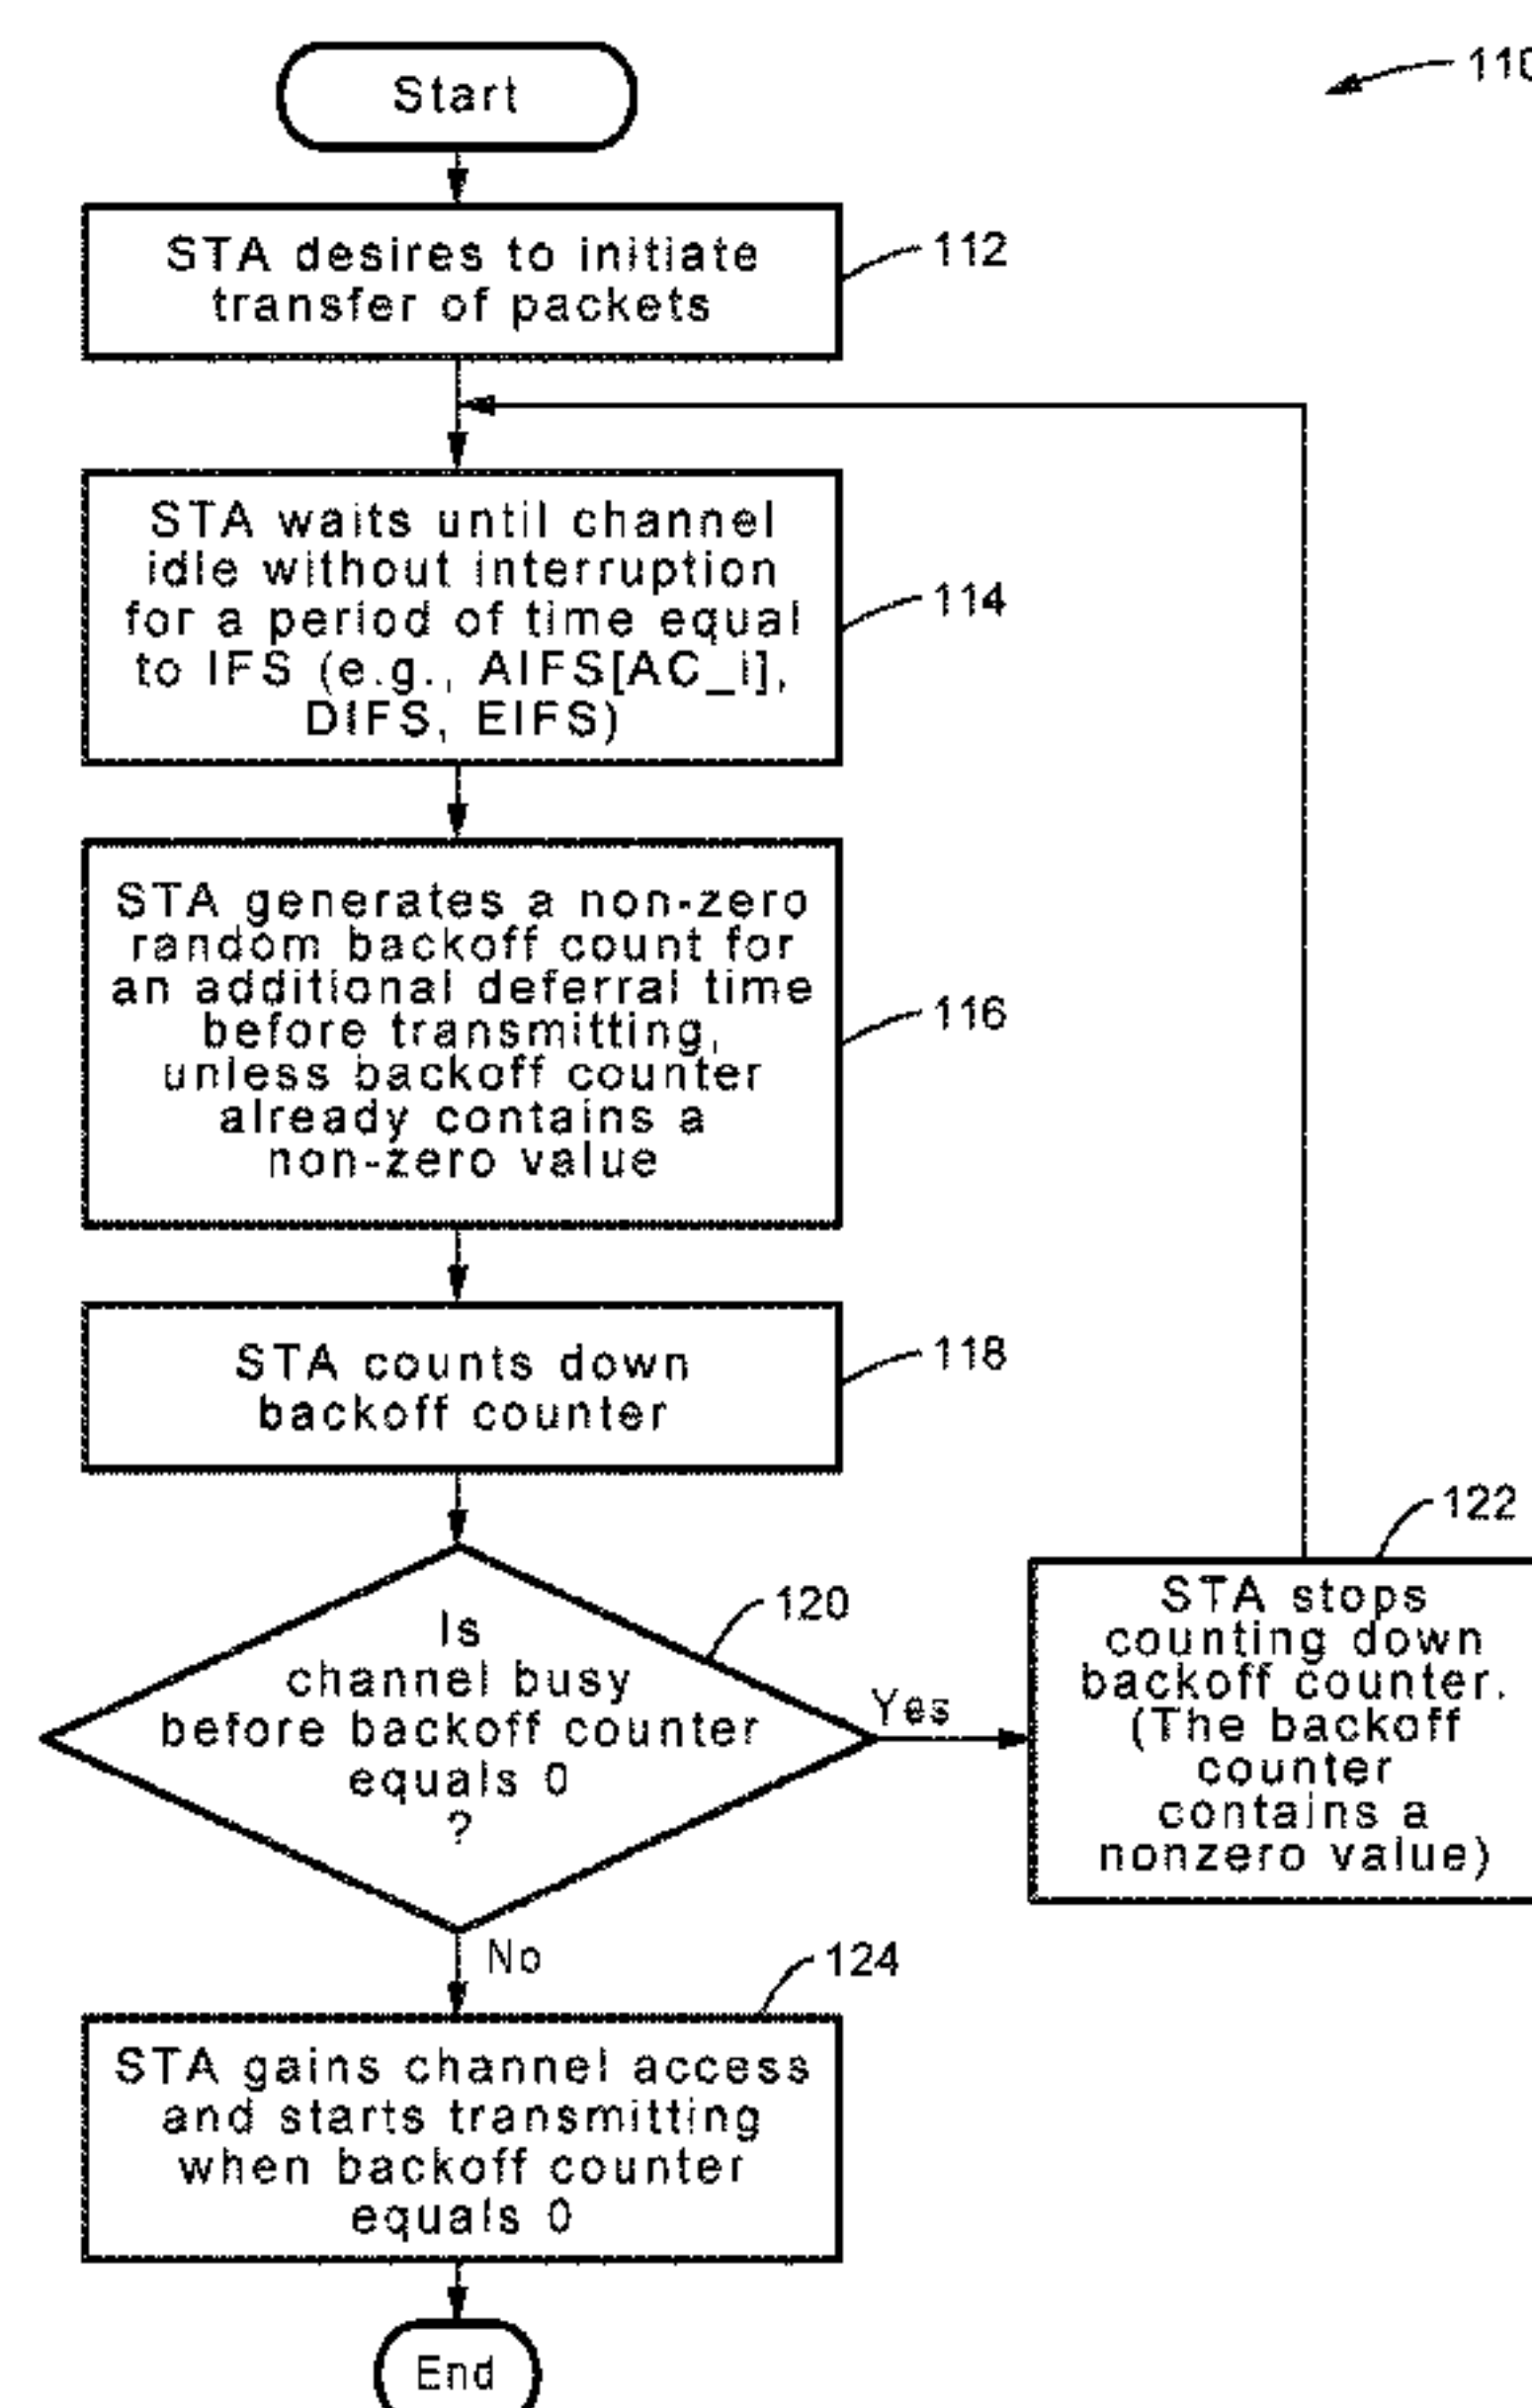 Start
110
STA desires to initiate
transfer of packets
112
STA waits until channel
idle without interruption
for a period of time equal
to IFS (e.g., AIFS[AC_i],
DIFS, EIFS)
114
STA generates a non-zero
random backoff count for
an additional deferral time
before transmitting,
unless backoff counter
already contains a
non-zero value
116
STA counts down
backoff counter
118
Is
channel busy
before backoff counter
equals 0
?
120
Yes
122
STA stops
counting down
backoff counter.
(The backoff
counter
contains a
nonzero value)
No
124
STA gains channel access
and starts transmitting
when backoff counter
equals 0
End